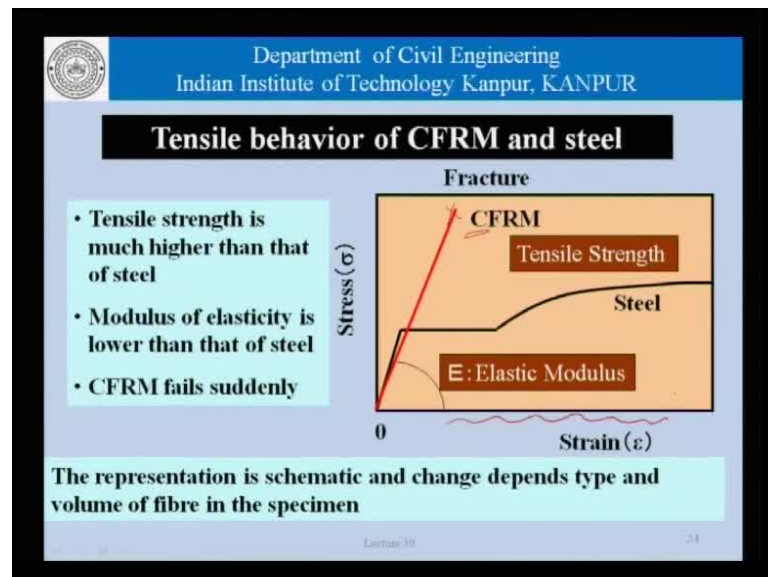 Department of Civil Engineering
Indian Institute of Technology Kanpur, KANPUR
Tensile behavior of CFRM and steel
• Tensile strength is
much higher than that
of steel
• Modulus of elasticity is
lower than that of steel
• CFRM fails suddenly
Fracture
CFRM
Tensile Strength
Steel
E:Elastic Modulus
Stress(σ)
0
Strain(ε)
The representation is schematic and change depends type and
volume of fibre in the specimen
24